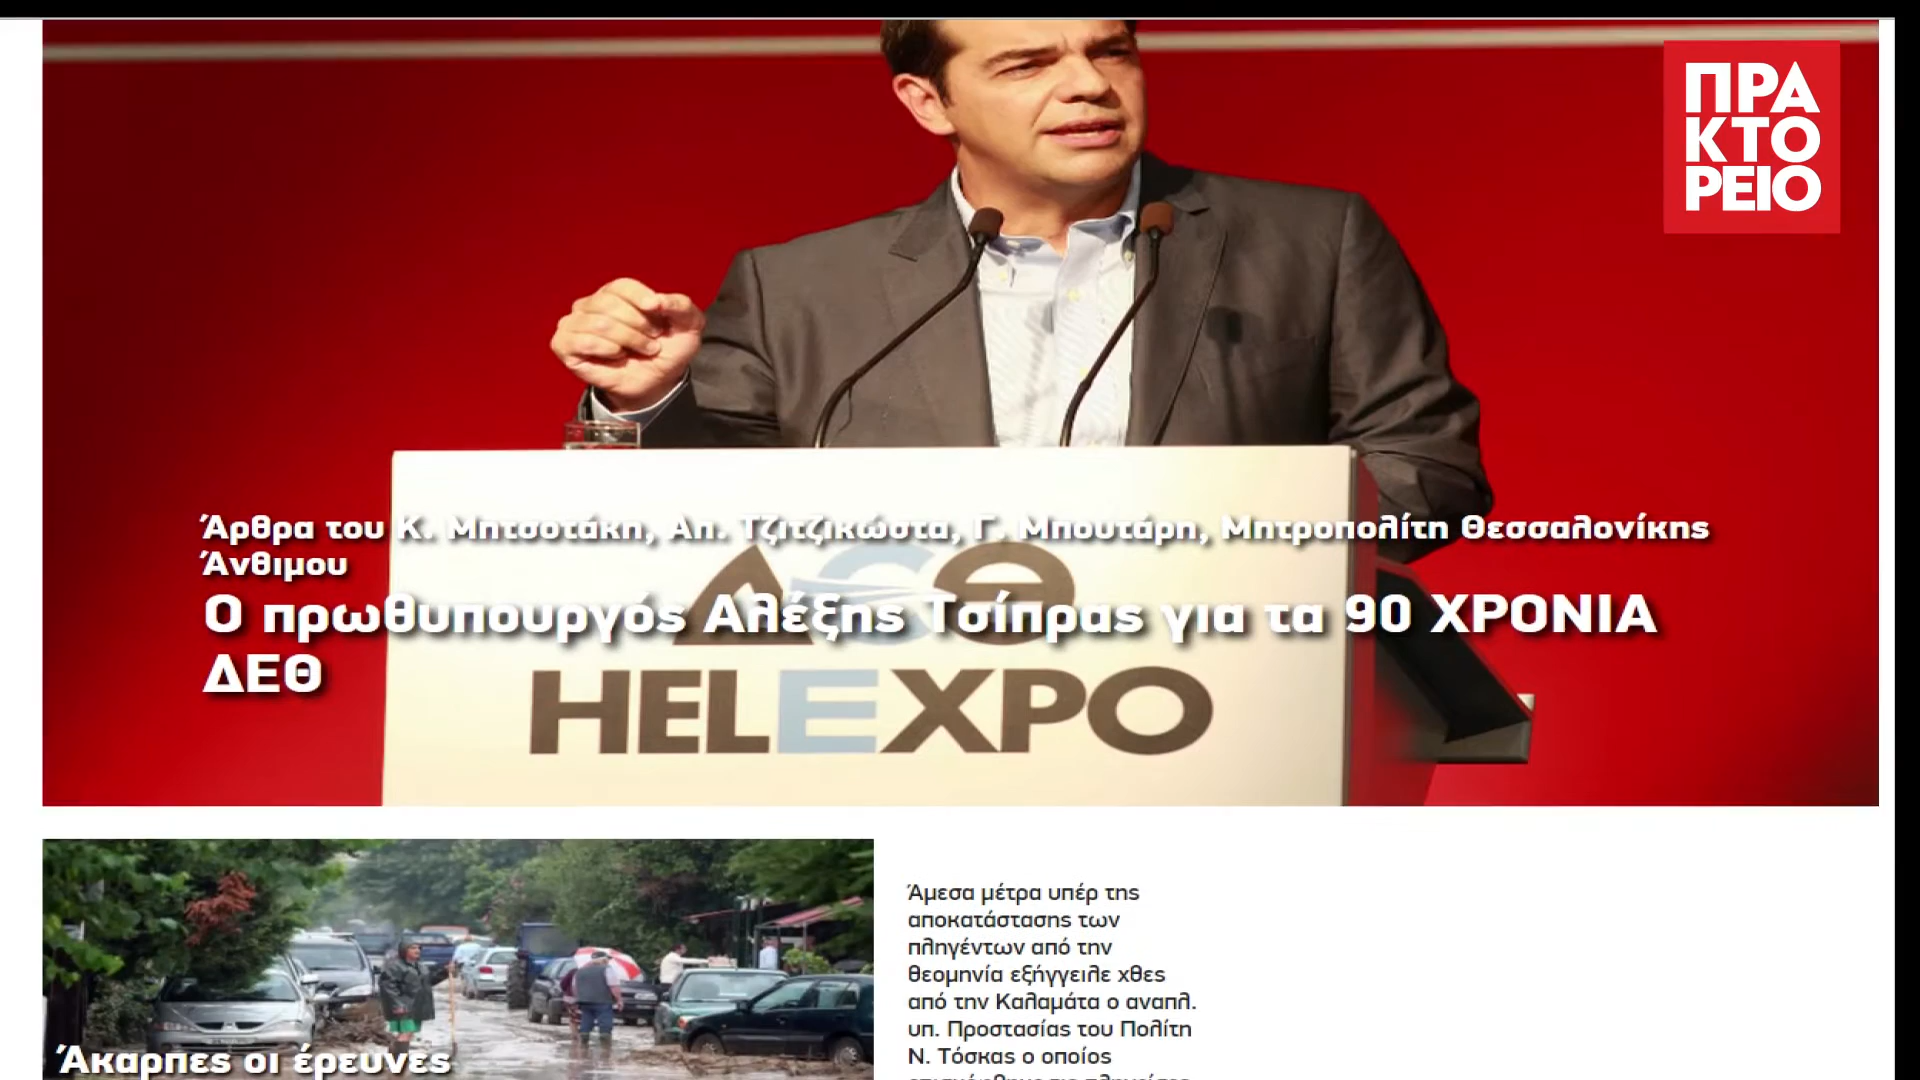 ΠΡΑ
ΚΤΟ
ΡΕΙΟ
Άρθρα του Κ. Μητσοτάκη, Απ. Τζιτζικώστα, Γ. Μπουτάρη, Μητροπολίτη Θεσσαλονίκης
Άνθιμου
Ο πρωθυπουργός Αλέξης Τσίπρας για τα 90 ΧΡΟΝΙΑ
ΔΕΘ
ΔΕΘ
HELEXPO
Άκαρπες οι έρευνες
Άμεσα μέτρα υπέρ της
αποκατάστασης των
πληγέντων από την
θεομηνία εξήγγειλε χθες
από την Καλαμάτα ο αναπλ.
υπ. Προστασίας του Πολίτη
Ν. Τόσκας ο οποίος